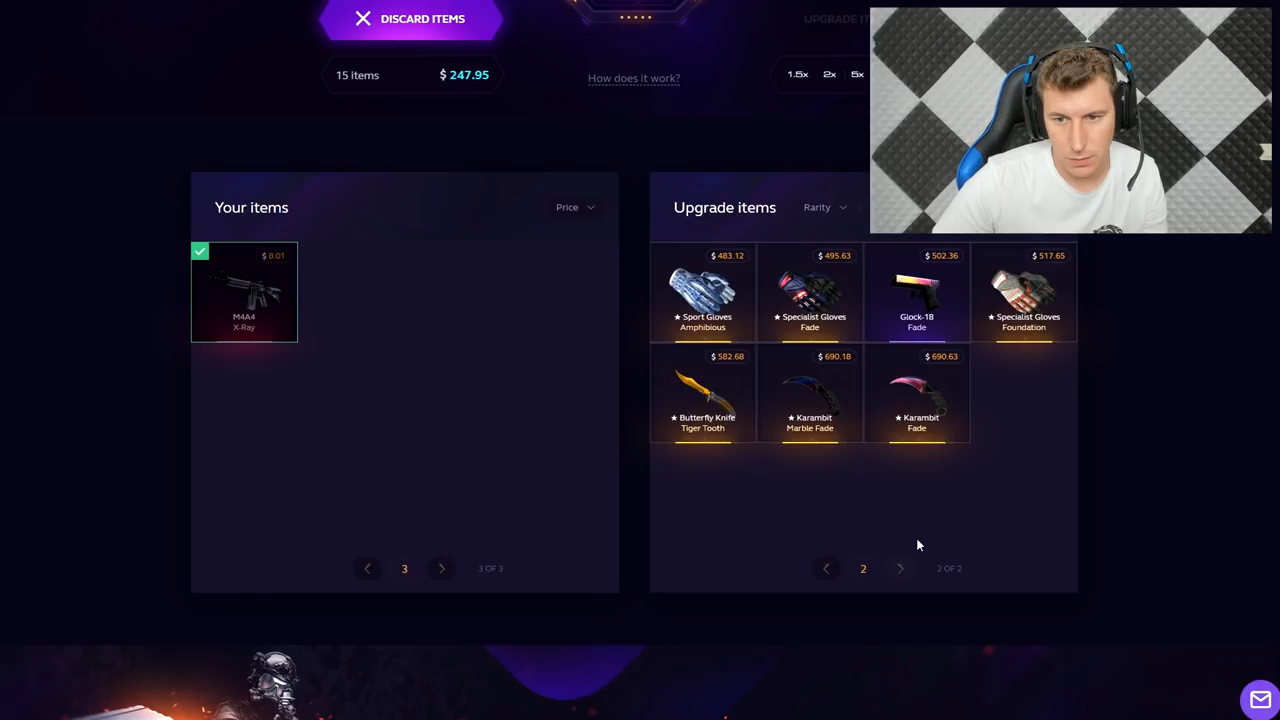 DISCARD ITEMS
UPGRADE IT
15 items
$ 247.95
How does it work?
1.5x
2x
5x
Your items
Price
Upgrade items
Rarity
$ 8.01
M4A4
X-Ray
$ 483.12
★ Sport Gloves
Amphibious
$ 495.63
★ Specialist Gloves
Fade
$ 502.36
Glock-18
Fade
$ 517.65
★ Specialist Gloves
Foundation
$ 582.68
★ Butterfly Knife
Tiger Tooth
$ 690.18
★ Karambit
Marble Fade
$ 690.63
★ Karambit
Fade
3
3 OF 3
2
2 OF 2